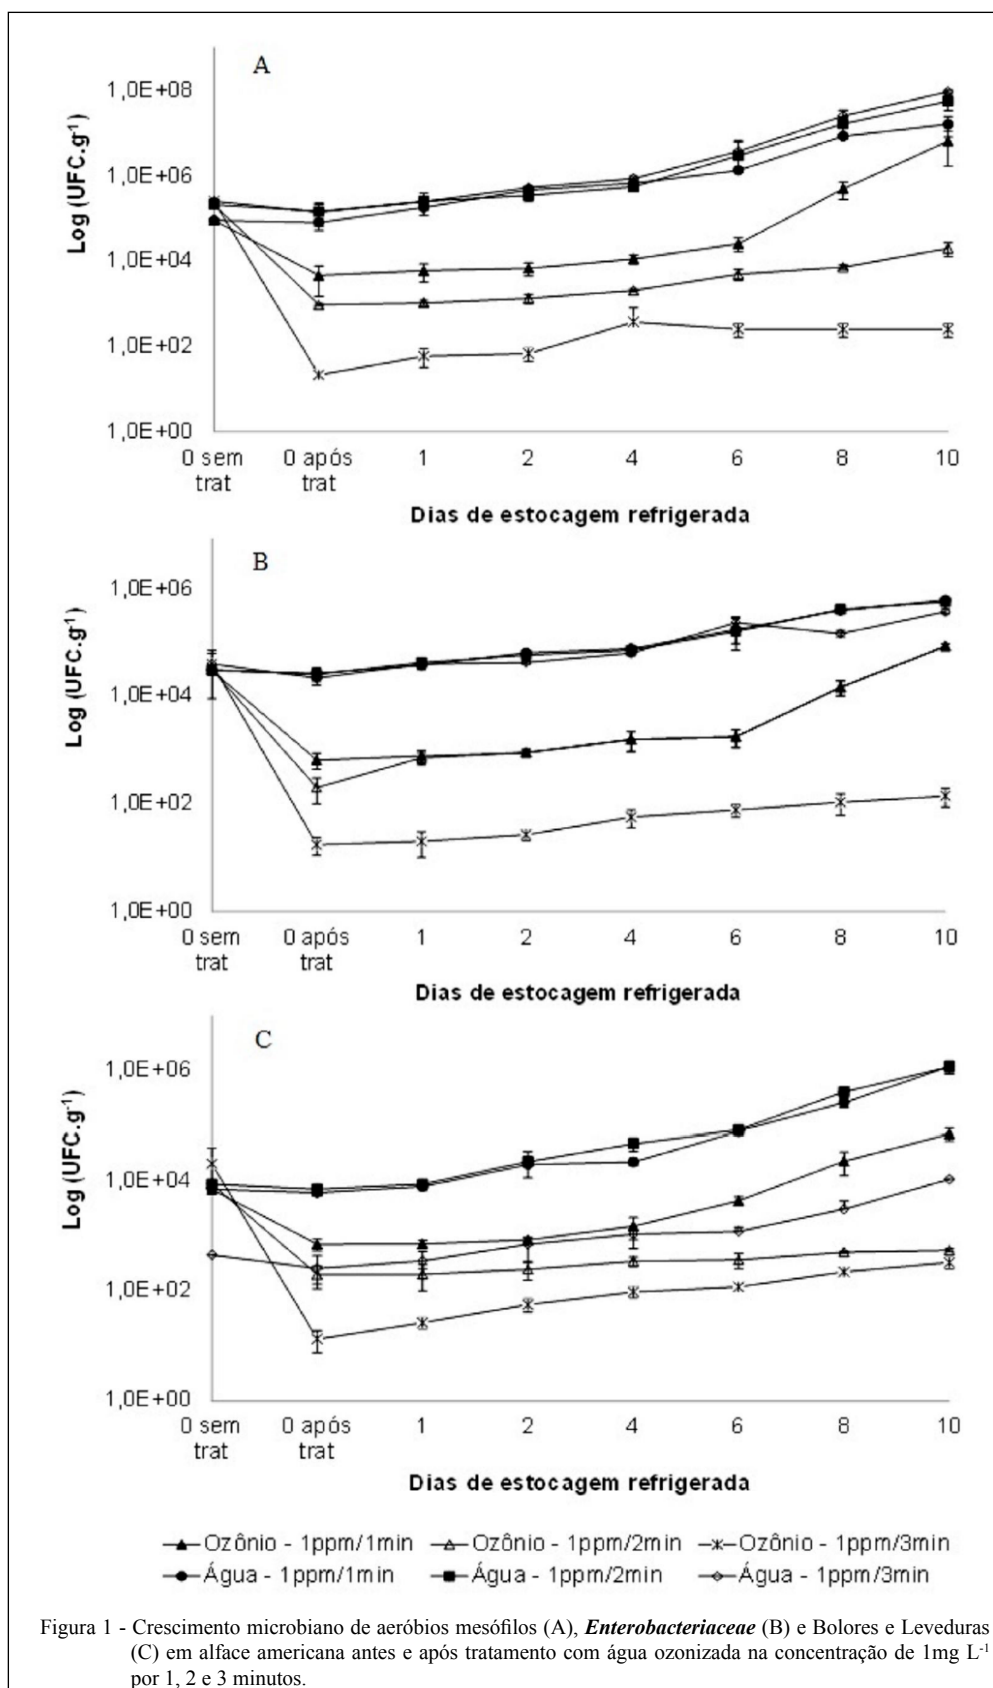 A
1,0E+08
1,0E+06
1,0E+04
1,0E+02
1,0E+00
Log (UFC.g-1)
0 sem trat
0 após trat
1
2
4
6
8
10
Dias de estocagem refrigerada
B
1,0E+06
1,0E+04
1,0E+02
1,0E+00
Log (UFC.g-1)
0 sem trat
0 após trat
1
2
4
6
8
10
Dias de estocagem refrigerada
C
1,0E+06
1,0E+04
1,0E+02
1,0E+00
Log (UFC.g-1)
0 sem trat
0 após trat
1
2
4
6
8
10
Dias de estocagem refrigerada
Ozônio - 1ppm/1min
Ozônio - 1ppm/2min
Ozônio - 1ppm/3min
Água - 1ppm/1min
Água - 1ppm/2min
Água - 1ppm/3min
Figura 1 - Crescimento microbiano de aeróbios mesófilos (A), Enterobacteriaceae (B) e Bolores e Leveduras
(C) em alface americana antes e após tratamento com água ozonizada na concentração de 1mg L-1
por 1, 2 e 3 minutos.